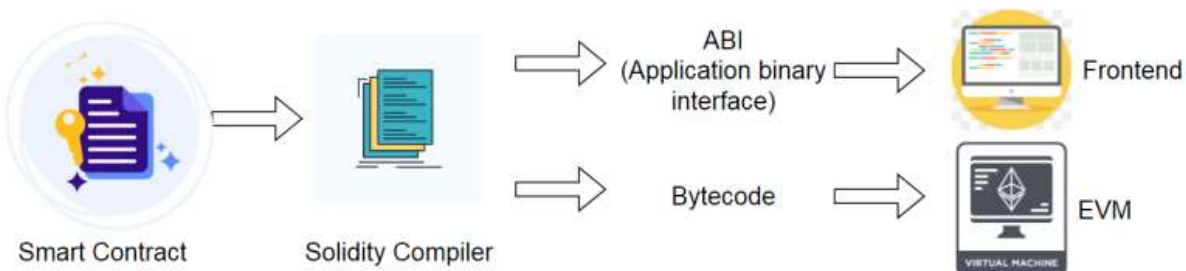 Smart Contract
Solidity Compiler
ABI
(Application binary
interface)
Frontend
Bytecode
EVM
VIRTUAL MACHINE